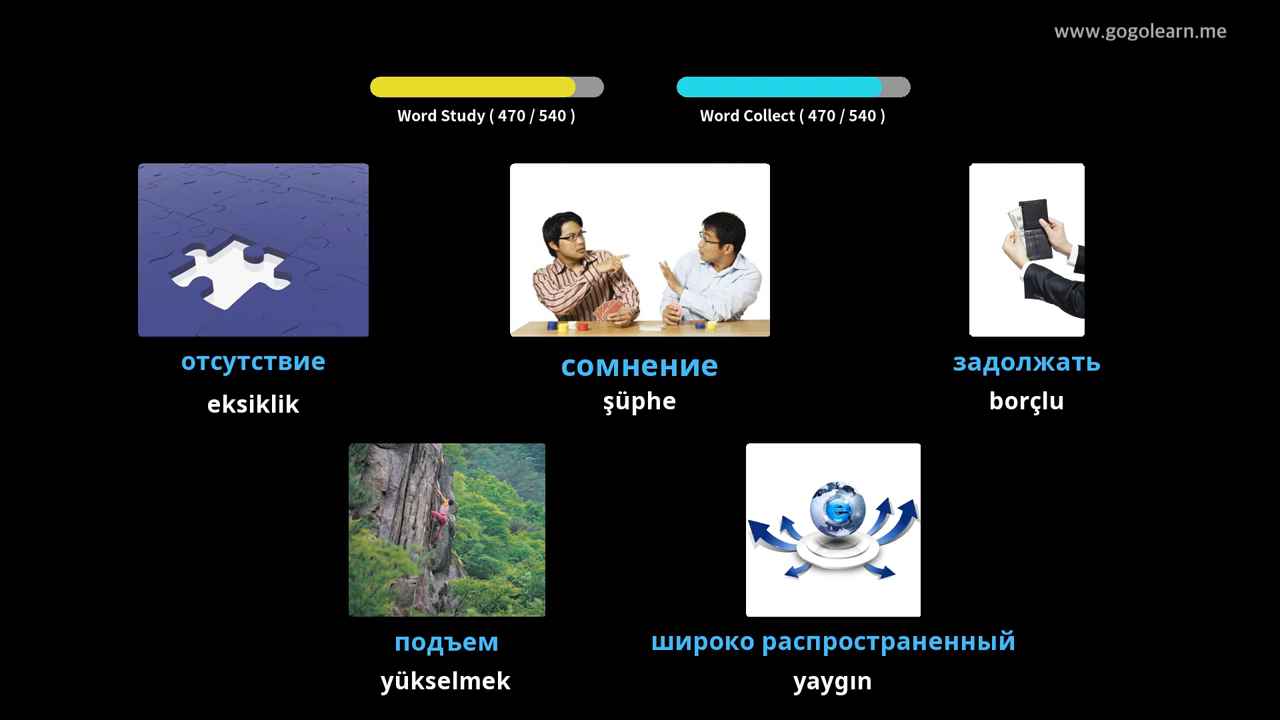 www.gogolearn.me
Word Study ( 470 / 540 )
Word Collect ( 470 / 540 )
отсутствие
eksiklik
сомнение
şüphe
задолжать
borçlu
подъем
yükselmek
e
широко распространенный
yaygın